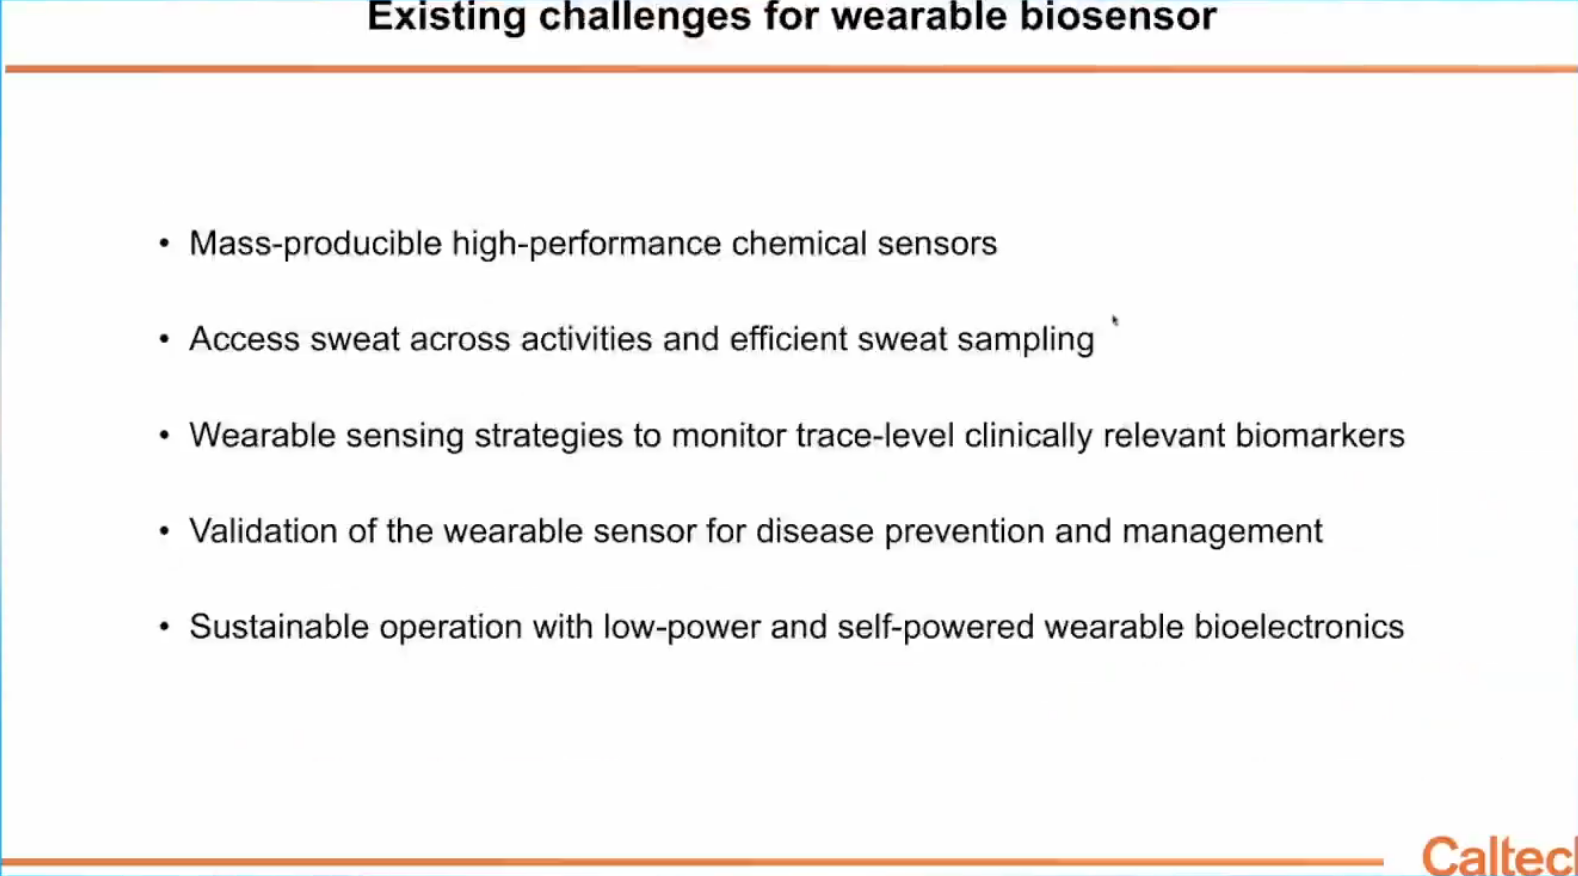 Existing challenges for wearable biosensor
• Mass-producible high-performance chemical sensors
• Access sweat across activities and efficient sweat sampling
• Wearable sensing strategies to monitor trace-level clinically relevant biomarkers
• Validation of the wearable sensor for disease prevention and management
• Sustainable operation with low-power and self-powered wearable bioelectronics
Caltech